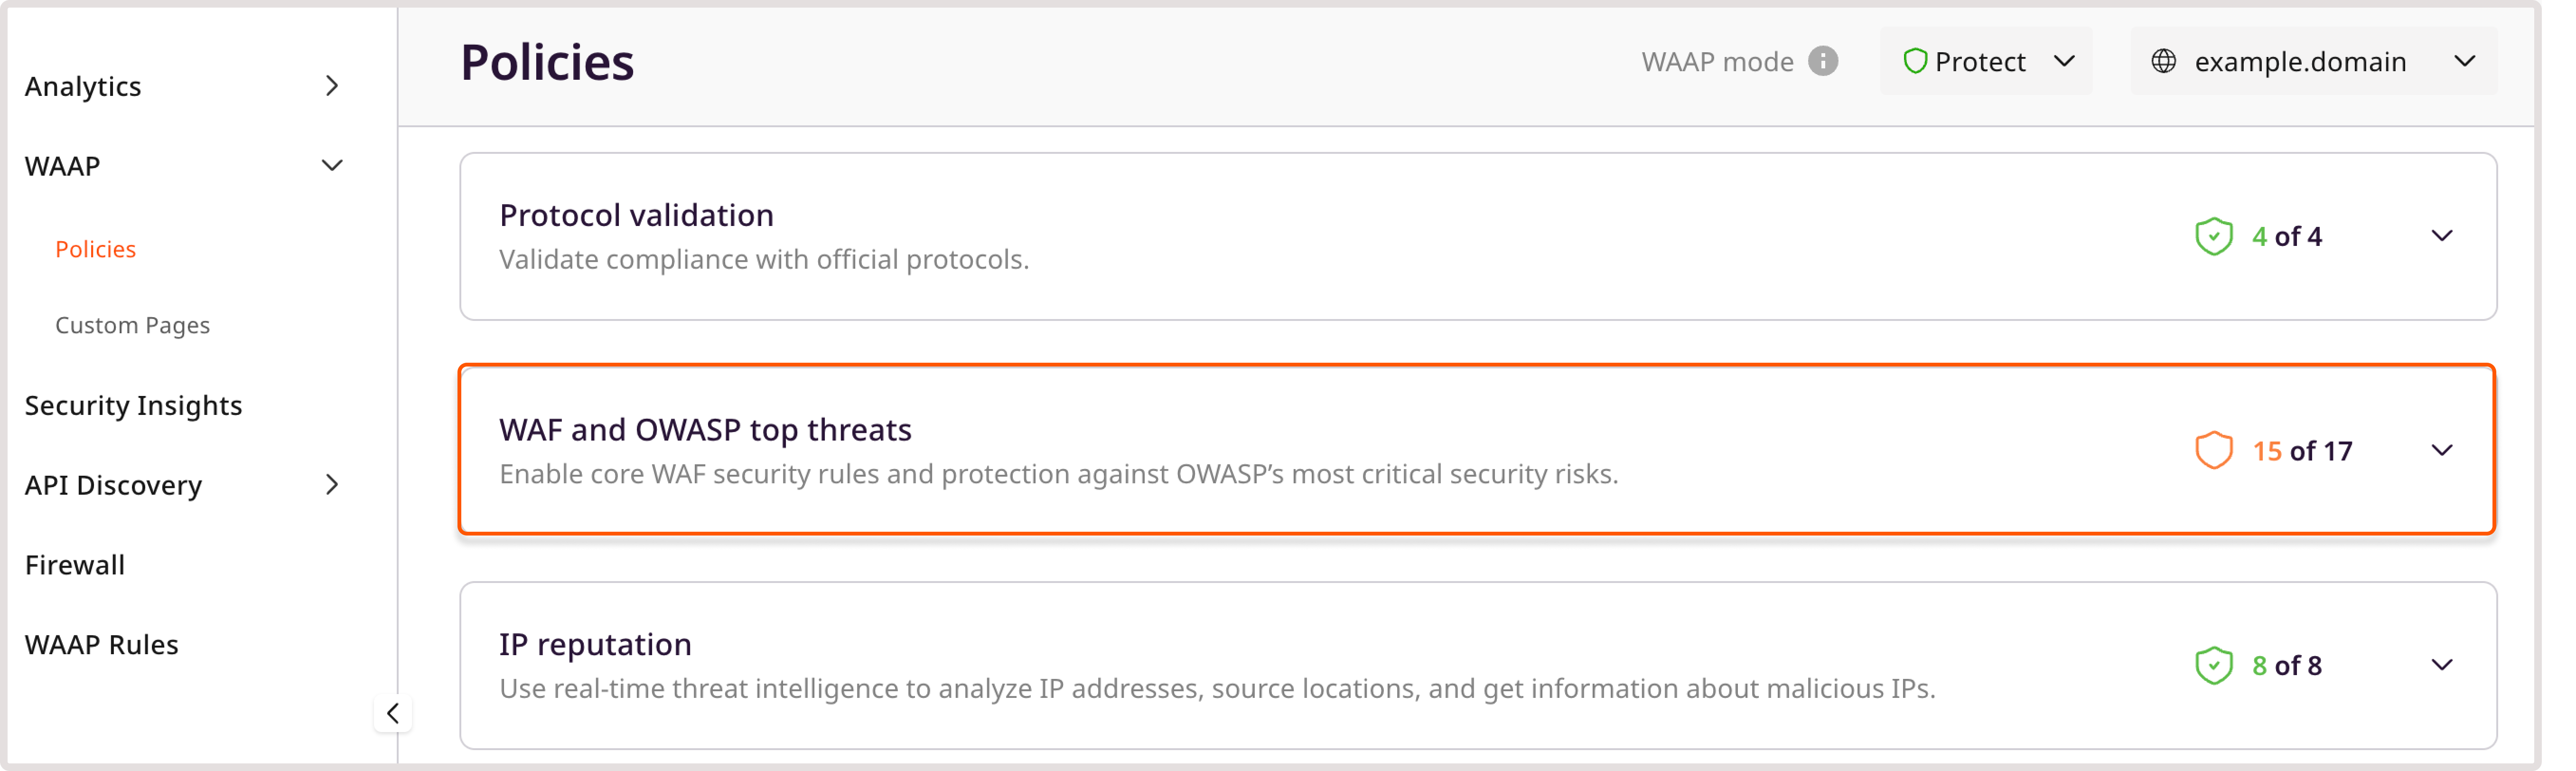 Analytics
WAAP
Policies
Custom Pages
Security Insights
API Discovery
Firewall
WAAP Rules
Policies
WAAP mode
Protect
example.domain
Protocol validation
Validate compliance with official protocols.
4 of 4
WAF and OWASP top threats
Enable core WAF security rules and protection against OWASP’s most critical security risks.
15 of 17
IP reputation
Use real-time threat intelligence to analyze IP addresses, source locations, and get information about malicious IPs.
8 of 8